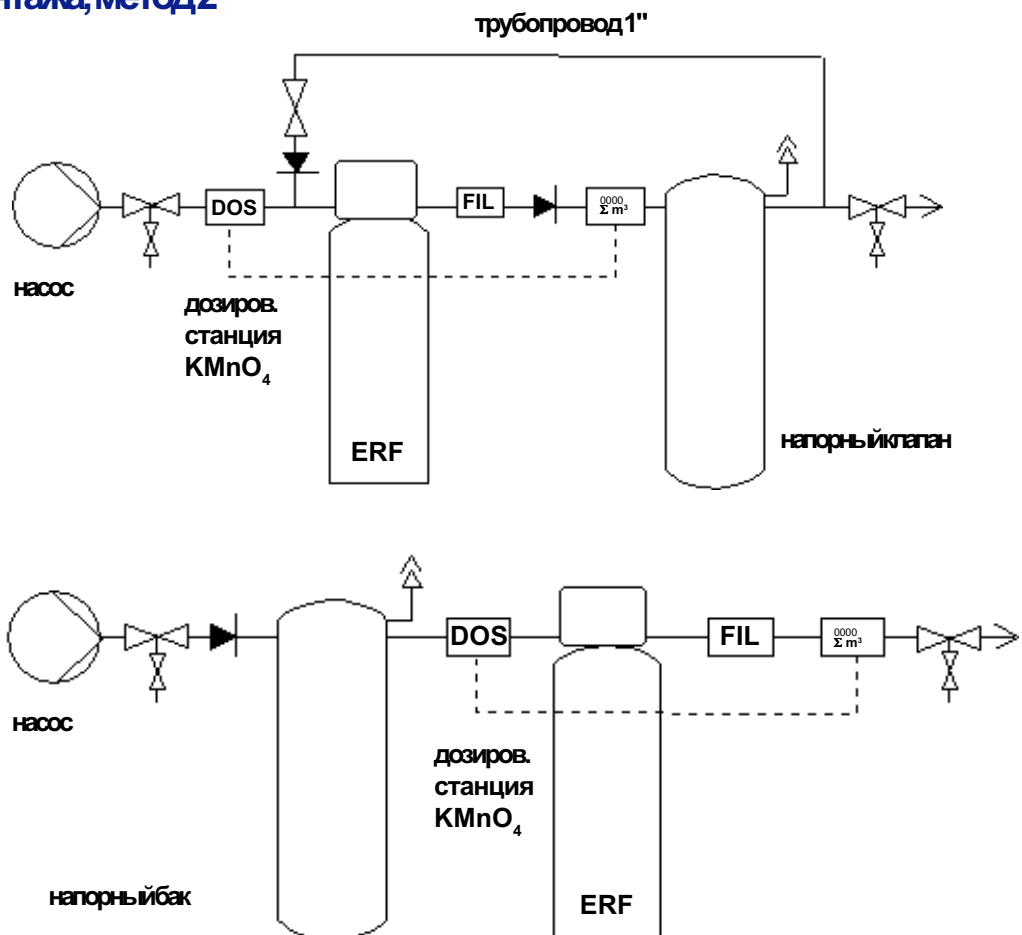 нтажа, метод 2
трубопровод 1"
DOS
FIL
0000
Σ m³
насос
дозиров.
станция
KMnO₄
ERF
напорный клапан
DOS
FIL
0000
Σ m³
насос
дозиров.
станция
KMnO₄
напорный бак
ERF